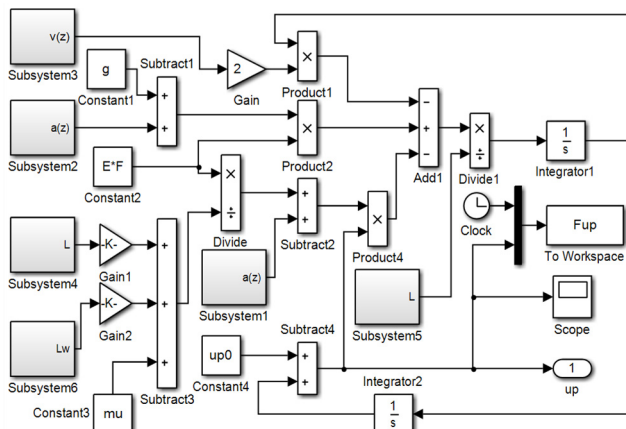 v(z)
Subsystem3
g
Constant1
Subtract1
+
+
2
Gain
×
Product1
a(z)
Subsystem2
×
Product2
−
+
−
Add1
×
÷
Divide1
1
s
Integrator1
E*F
Constant2
×
÷
Divide
+
+
Subtract2
×
Product4
Clock
Fup
To Workspace
L
Subsystem4
-K-
Gain1
-K-
Gain2
+
+
+
Subtract3
a(z)
Subsystem1
L
Subsystem5
Scope
Lw
Subsystem6
mu
Constant3
up0
Constant4
Subtract4
+
+
Integrator2
1
s
1
up